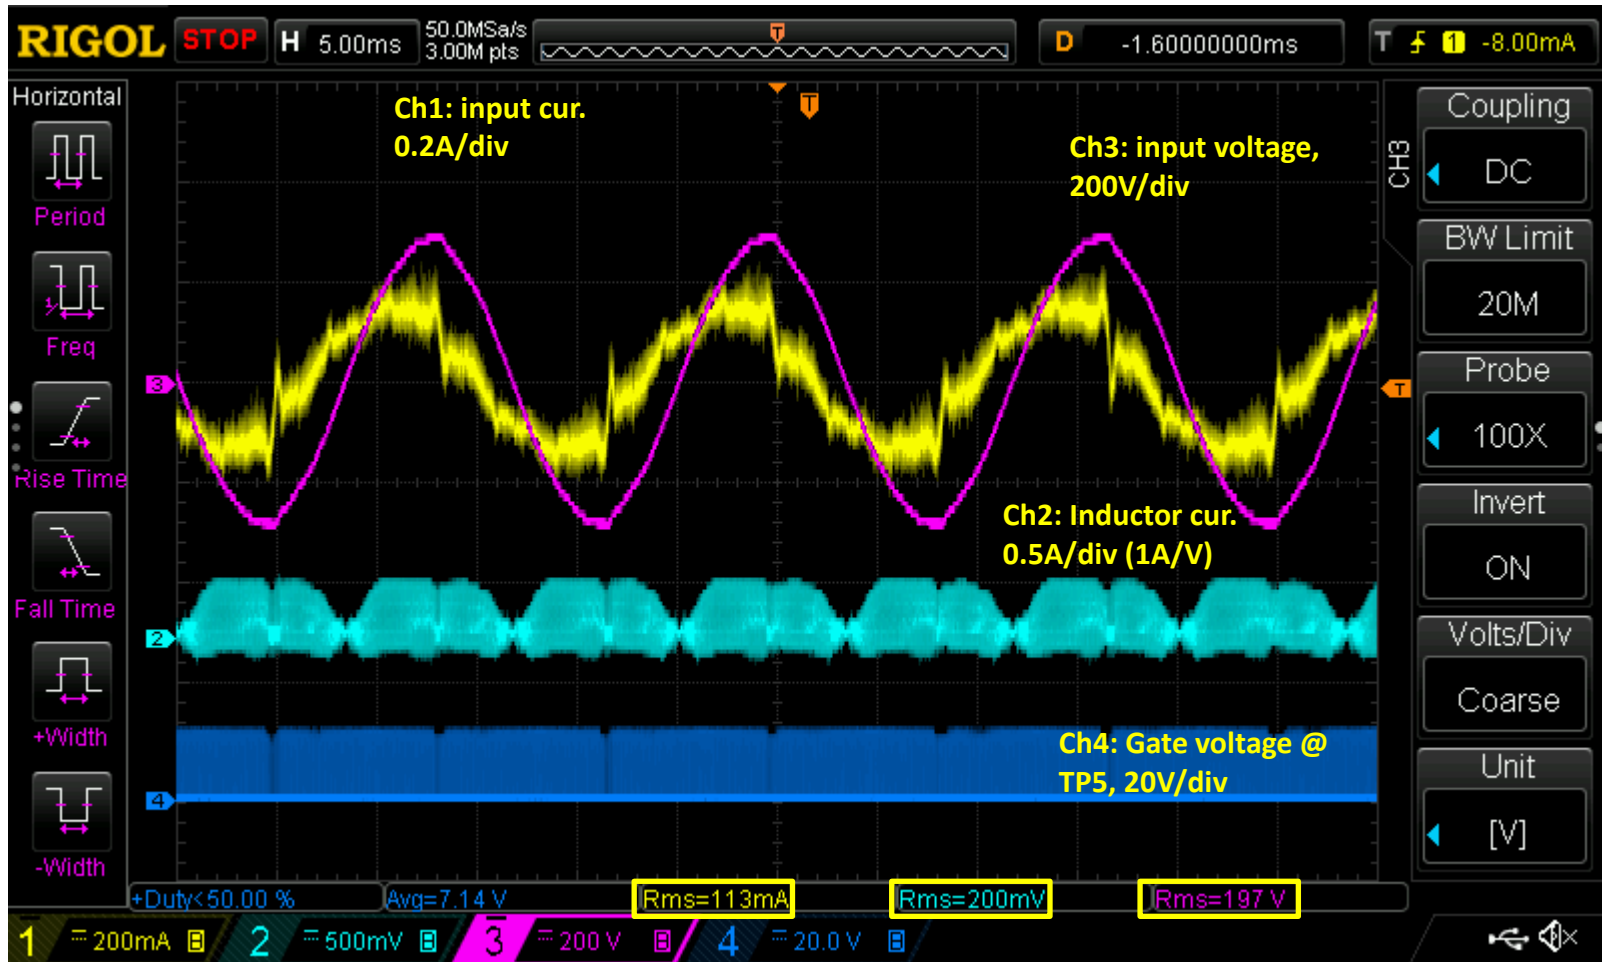 RIGOL STOP H 5.00ms 50.0MSa/s D -1.60000000ms T 1 -8.00mA
3.00M pts
T
Horizontal
Period
Freq
Rise Time
Fall Time
+Width
-Width
Ch1: input cur.
0.2A/div
T
Ch3: input voltage,
200V/div
3
T
Ch2: Inductor cur.
0.5A/div (1A/V)
2
Ch4: Gate voltage @
TP5, 20V/div
4
CH3
Coupling
DC
BW Limit
20M
Probe
100X
Invert
ON
Volts/Div
Coarse
Unit
[V]
+Duty<50.00 % Avg=7.14 V Rms=113mA Rms=200mV Rms=197 V
1 200mA B 2 500mV B 3 200 V B 4 20.0 V B